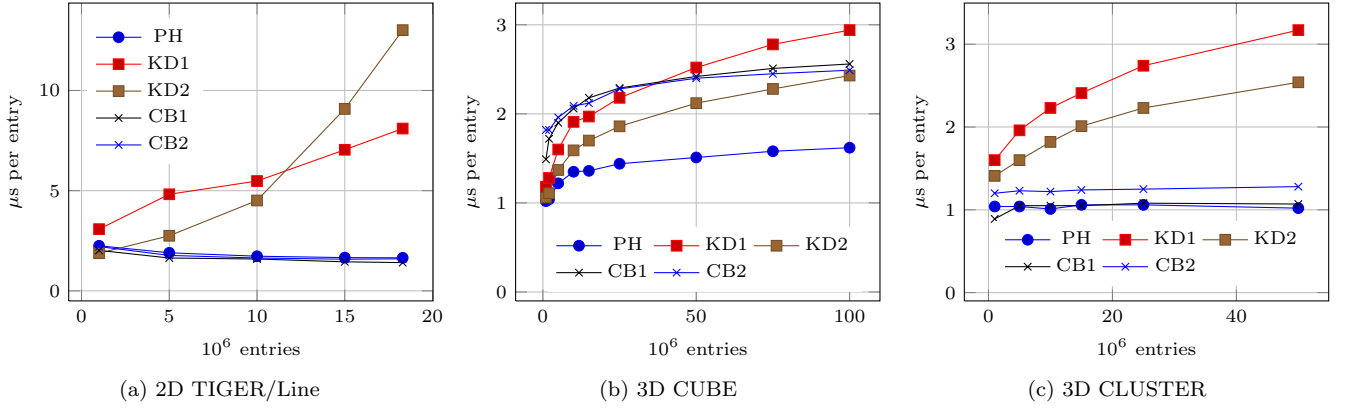 10
5
0
0
5
10
15
20
µs per entry
10⁶ entries
PH
KD1
KD2
CB1
CB2
(a) 2D TIGER/Line
3
2
1
0
0
50
100
µs per entry
10⁶ entries
PH KD1 KD2
CB1 CB2
(b) 3D CUBE
3
2
1
0
0
20
40
µs per entry
10⁶ entries
PH KD1 KD2
CB1 CB2
(c) 3D CLUSTER